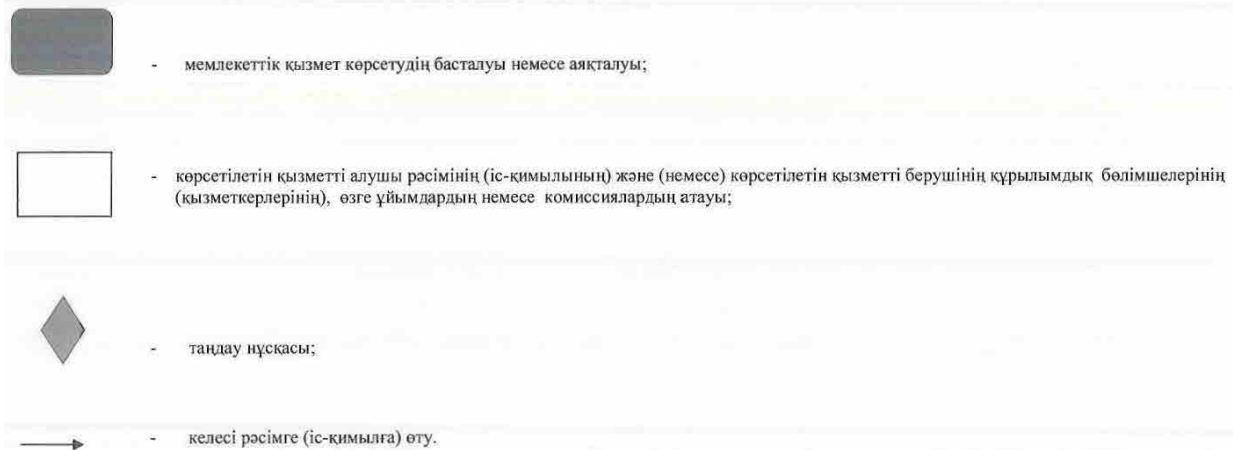 - мемлекеттік қызмет көрсетудің басталуы немесе аяқталуы;
- көрсетілетін қызметті алушы рәсімінің (іс-қимылының) және (немесе) көрсетілетін қызметті берушінің құрылымдық бөлімшелерінің
(қызметкерлерінің), өзге ұйымдардың немесе комиссиялардың атауы;
- таңдау нұсқасы;
- келесі рәсімге (іс-қимылға) өту.